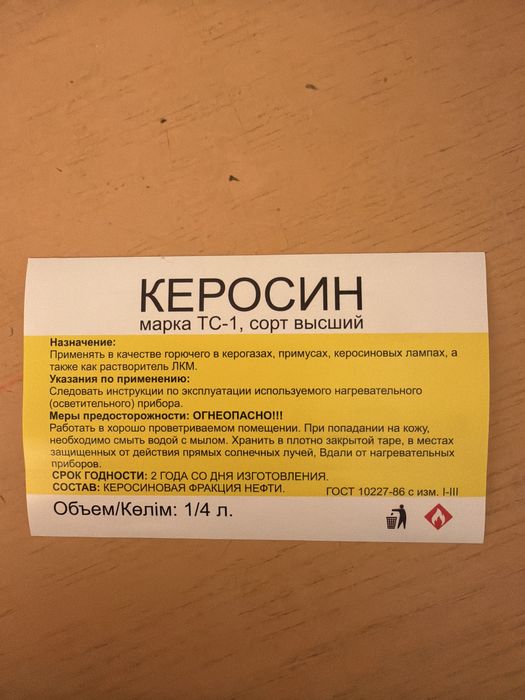 КЕРОСИН
марка ТС-1, сорт высший
Назначение:
Применять в качестве горючего в керогазах, примусах, керосиновых лампах, а
также как растворитель ЛКМ.
Указания по применению:
Следовать инструкции по эксплуатации используемого нагревательного
(осветительного) прибора.
Меры предосторожности: ОГНЕОПАСНО!!!
Работать в хорошо проветриваемом помещении. При попадании на кожу,
необходимо смыть водой с мылом. Хранить в плотно закрытой таре, в местах
защищенных от действия прямых солнечных лучей, Вдали от нагревательных
приборов.
СРОК ГОДНОСТИ: 2 ГОДА СО ДНЯ ИЗГОТОВЛЕНИЯ.
СОСТАВ: КЕРОСИНОВАЯ ФРАКЦИЯ НЕФТИ. ГОСТ 10227-86 с изм. I-III
Объем/Көлім: 1/4 л.